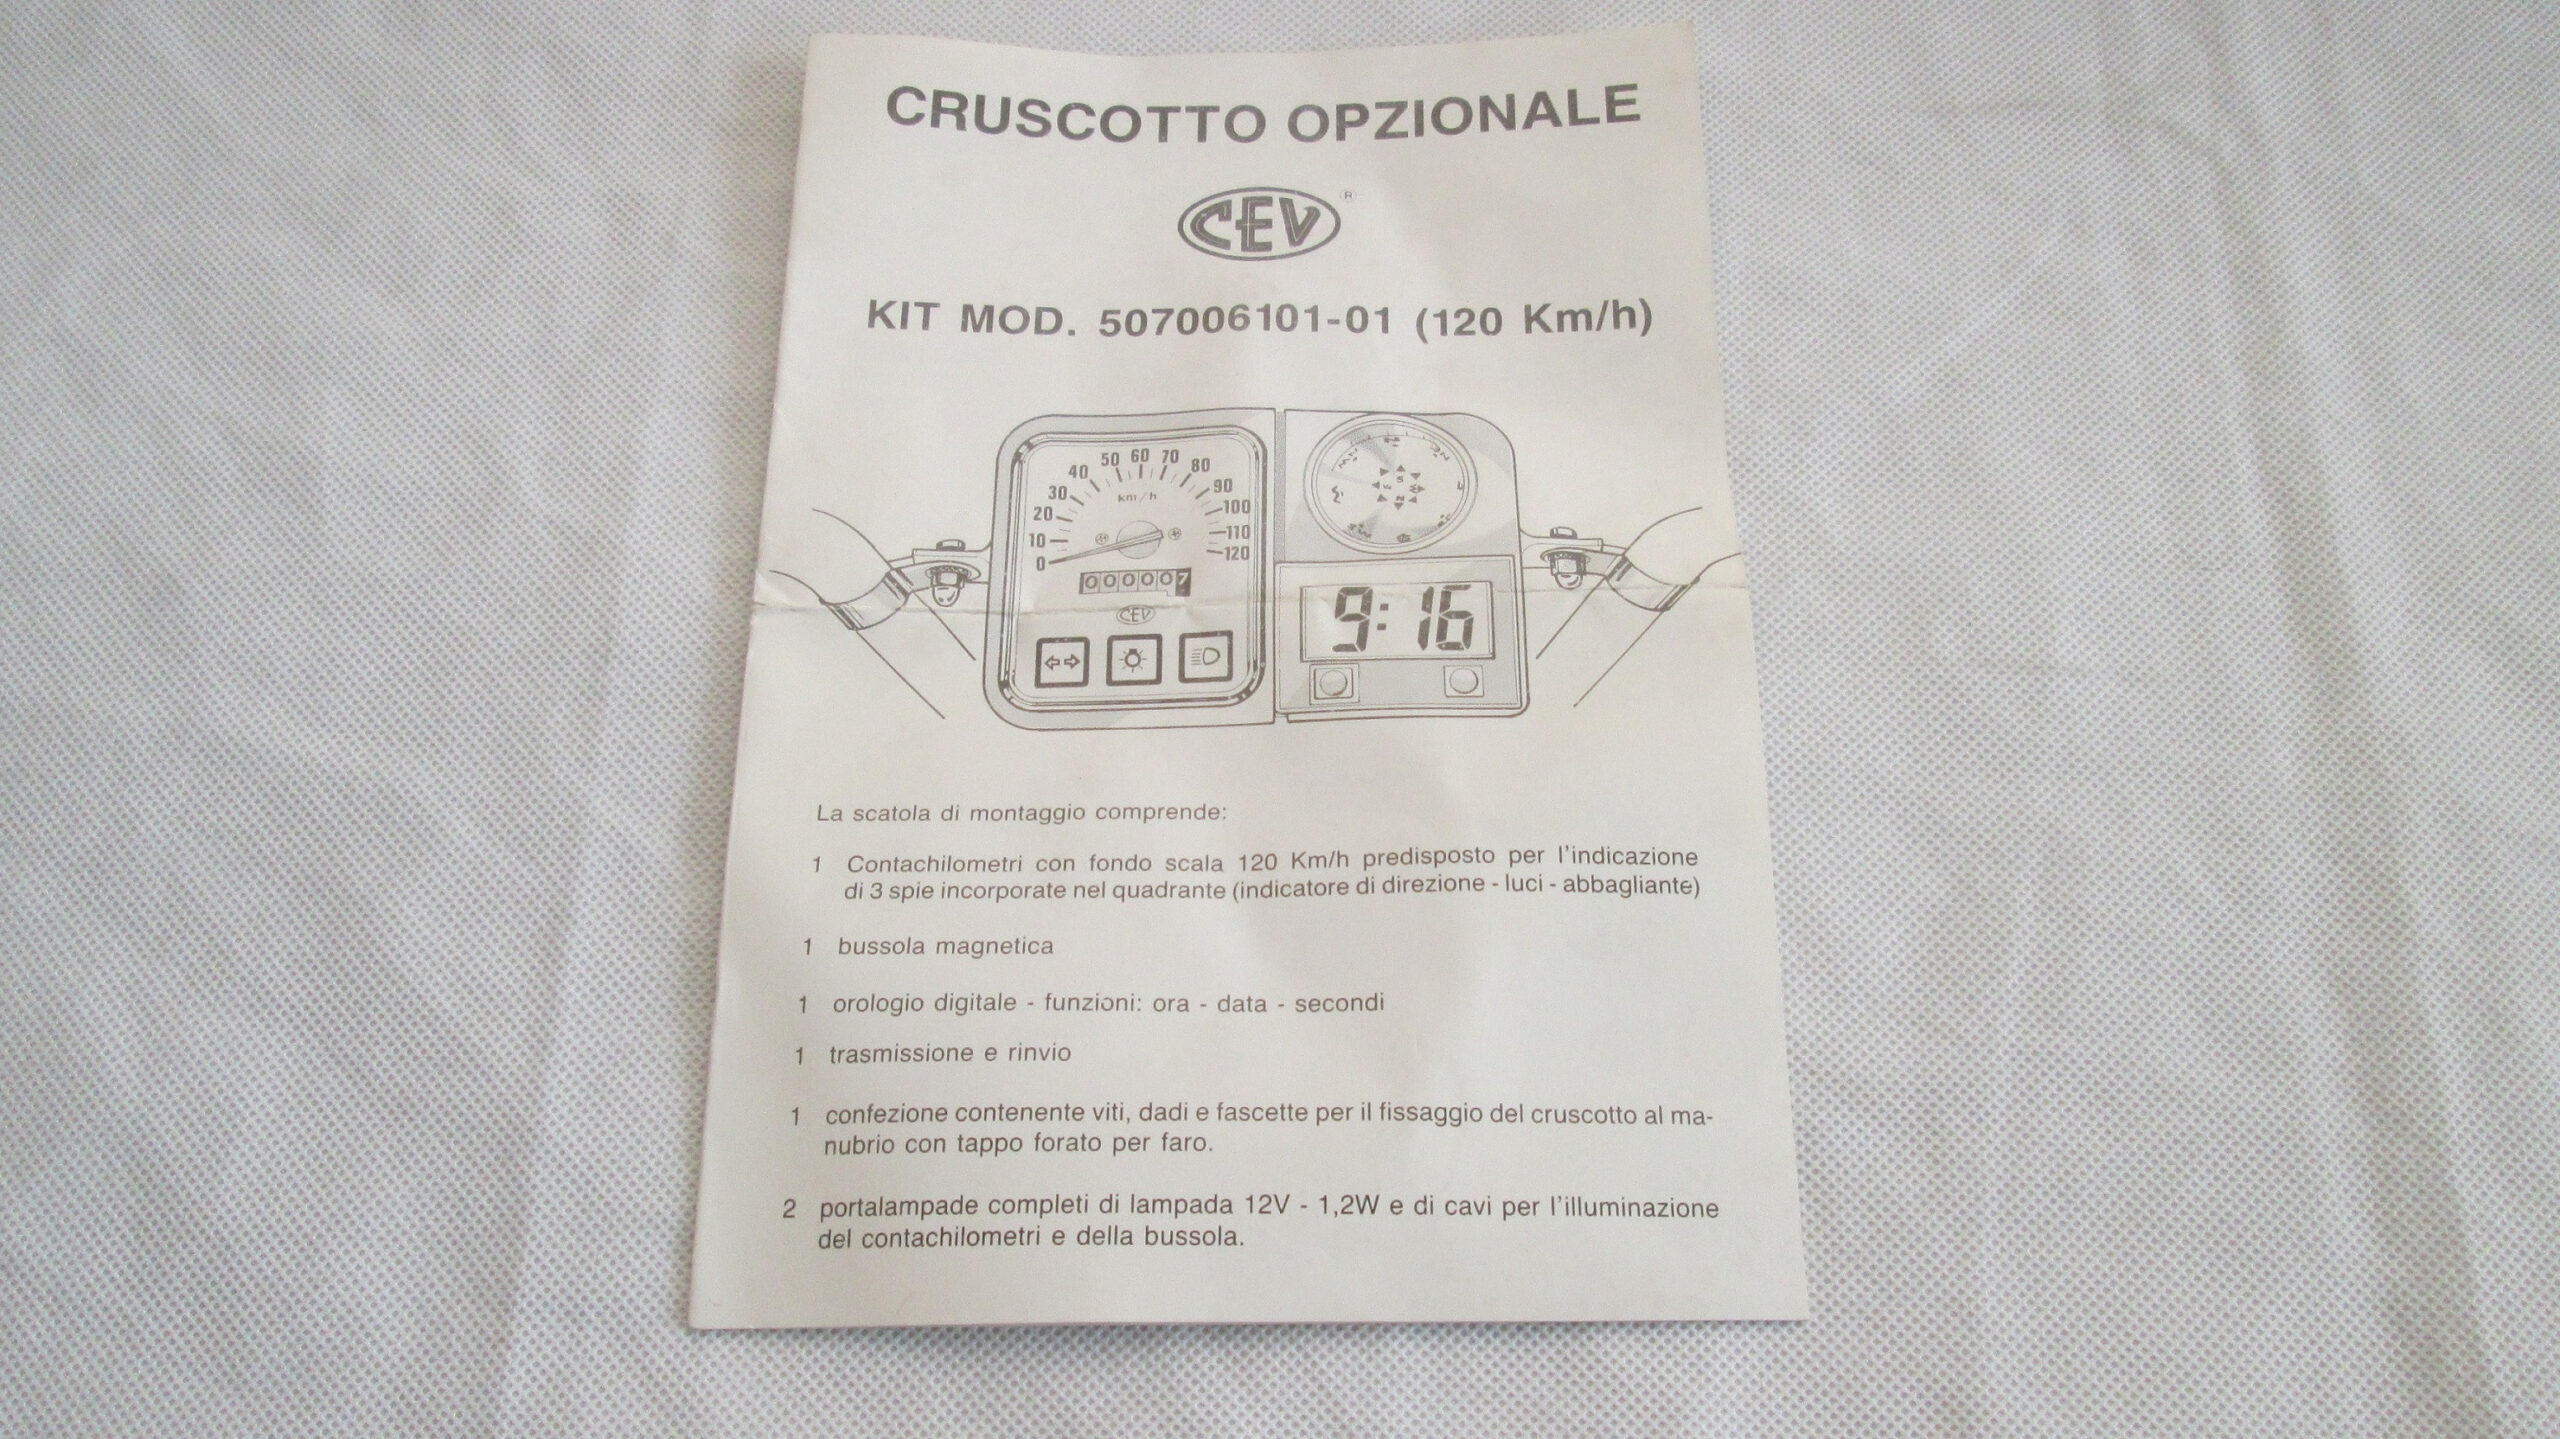 CRUSCOTTO OPZIONALE
CEV ®
KIT MOD. 507006101-01 (120 Km/h)
0 10 20 30 40 50 60 70 80 90 100 110 120
km/h
000007
CEV
9:16
La scatola di montaggio comprende:
1 Contachilometri con fondo scala 120 Km/h predisposto per l'indicazione
di 3 spie incorporate nel quadrante (indicatore di direzione - luci - abbagliante)
1 bussola magnetica
1 orologio digitale - funzioni: ora - data - secondi
1 trasmissione e rinvio
1 confezione contenente viti, dadi e fascette per il fissaggio del cruscotto al ma-
nubrio con tappo forato per faro.
2 portalampade completi di lampada 12V - 1,2W e di cavi per l'illuminazione
del contachilometri e della bussola.